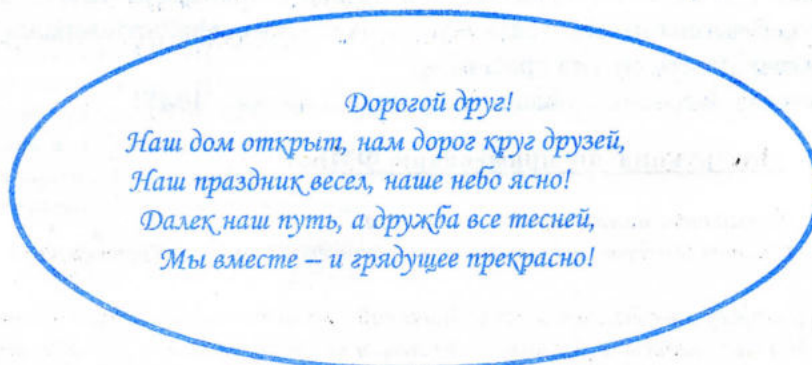 Дорогой друг!
Наш дом открыт, нам дорог круг друзей,
Наш праздник весел, наше небо ясно!
Далек наш путь, а дружба все тесней,
Мы вместе – и грядущее прекрасно!